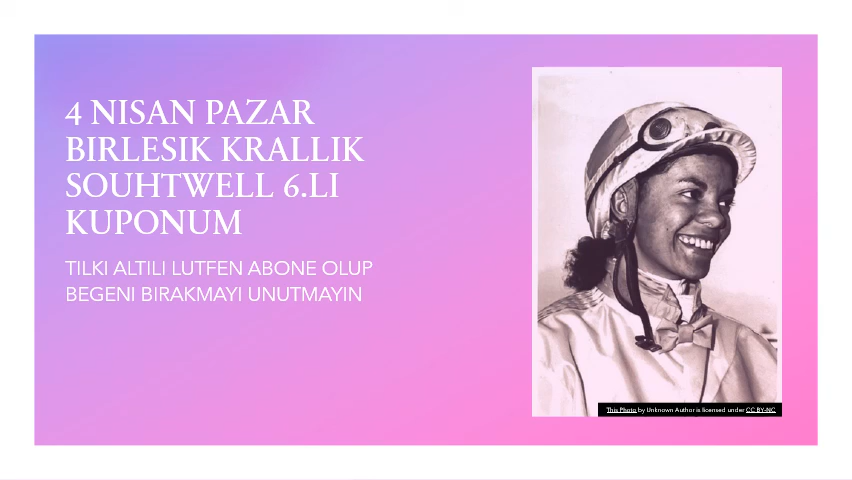 4 NISAN PAZAR
BIRLESIK KRALLIK
SOUHTWELL 6.LI
KUPONUM
TILKI ALTILI LUTFEN ABONE OLUP
BEGENI BIRAKMAYI UNUTMAYIN
This Photo by Unknown Author is licensed under CC BY-NC